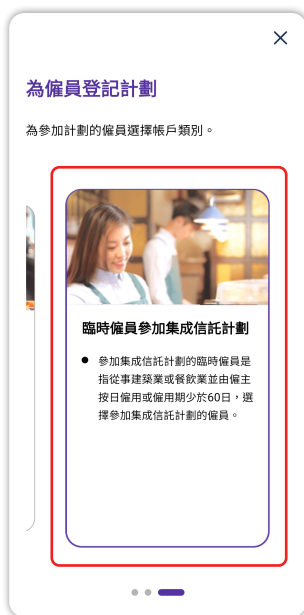 為僱員登記計劃
為參加計劃的僱員選擇帳戶類別。
臨時僱員參加集成信託計劃
● 參加集成信託計劃的臨時僱員是
指從事建築業或餐飲業並由僱主
按日僱用或僱用期少於60日，選
擇參加集成信託計劃的僱員。